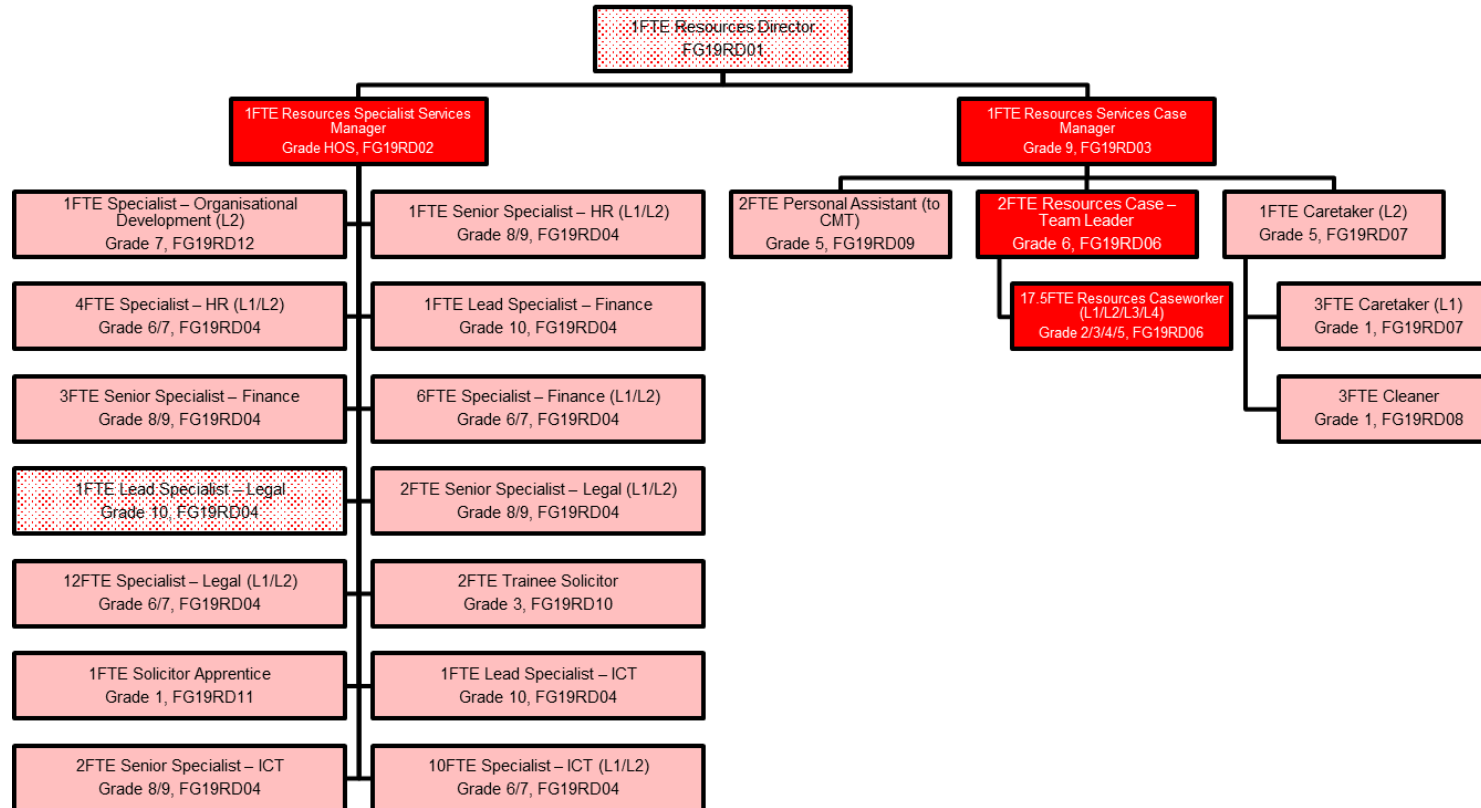 1FTE Resources Director
FG19RD01
1FTE Resources Specialist Services
Manager
Grade HOS, FG19RD02
1FTE Resources Services Case
Manager
Grade 9, FG19RD03
1FTE Specialist – Organisational
Development (L2)
Grade 7, FG19RD12
1FTE Senior Specialist – HR (L1/L2)
Grade 8/9, FG19RD04
2FTE Personal Assistant (to
CMT)
Grade 5, FG19RD09
2FTE Resources Case –
Team Leader
Grade 6, FG19RD06
1FTE Caretaker (L2)
Grade 5, FG19RD07
4FTE Specialist – HR (L1/L2)
Grade 6/7, FG19RD04
1FTE Lead Specialist – Finance
Grade 10, FG19RD04
17.5FTE Resources Caseworker
(L1/L2/L3/L4)
Grade 2/3/4/5, FG19RD06
3FTE Caretaker (L1)
Grade 1, FG19RD07
3FTE Senior Specialist – Finance
Grade 8/9, FG19RD04
6FTE Specialist – Finance (L1/L2)
Grade 6/7, FG19RD04
3FTE Cleaner
Grade 1, FG19RD08
1FTE Lead Specialist – Legal
Grade 10, FG19RD04
2FTE Senior Specialist – Legal (L1/L2)
Grade 8/9, FG19RD04
12FTE Specialist – Legal (L1/L2)
Grade 6/7, FG19RD04
2FTE Trainee Solicitor
Grade 3, FG19RD10
1FTE Solicitor Apprentice
Grade 1, FG19RD11
1FTE Lead Specialist – ICT
Grade 10, FG19RD04
2FTE Senior Specialist – ICT
Grade 8/9, FG19RD04
10FTE Specialist – ICT (L1/L2)
Grade 6/7, FG19RD04